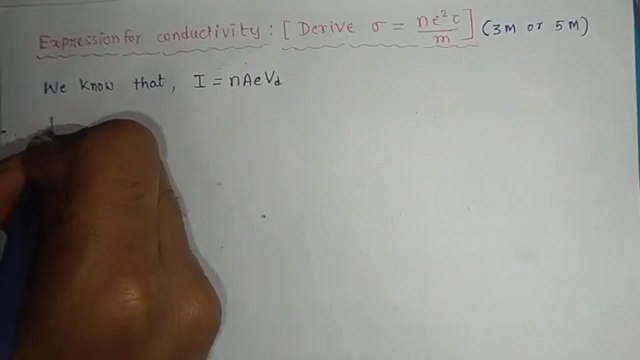 Expression for conductivity : [ Derive σ = ne²τ/m ] (3M or 5M)
We know that, I = nAeVd